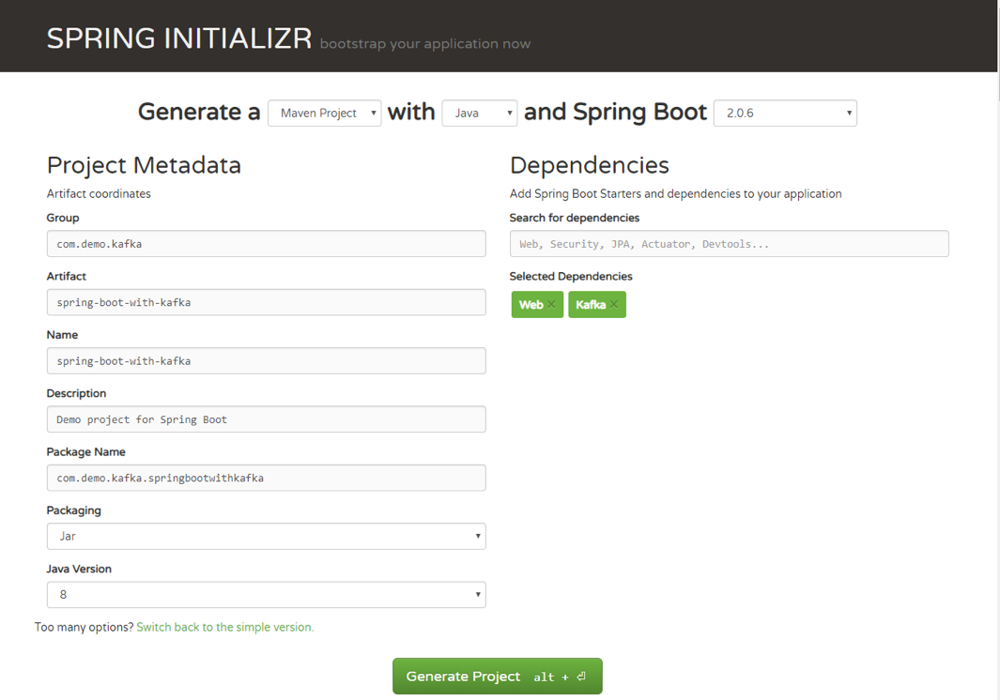 SPRING INITIALIZR bootstrap your application now
Generate a Maven Project with Java and Spring Boot 2.0.6
Project Metadata
Artifact coordinates
Group
com.demo.kafka
Artifact
spring-boot-with-kafka
Name
spring-boot-with-kafka
Description
Demo project for Spring Boot
Package Name
com.demo.kafka.springbootwithkafka
Packaging
Jar
Java Version
8
Too many options? Switch back to the simple version.
Dependencies
Add Spring Boot Starters and dependencies to your application
Search for dependencies
Web, Security, JPA, Actuator, Devtools...
Selected Dependencies
Web × Kafka ×
Generate Project alt + ⏎